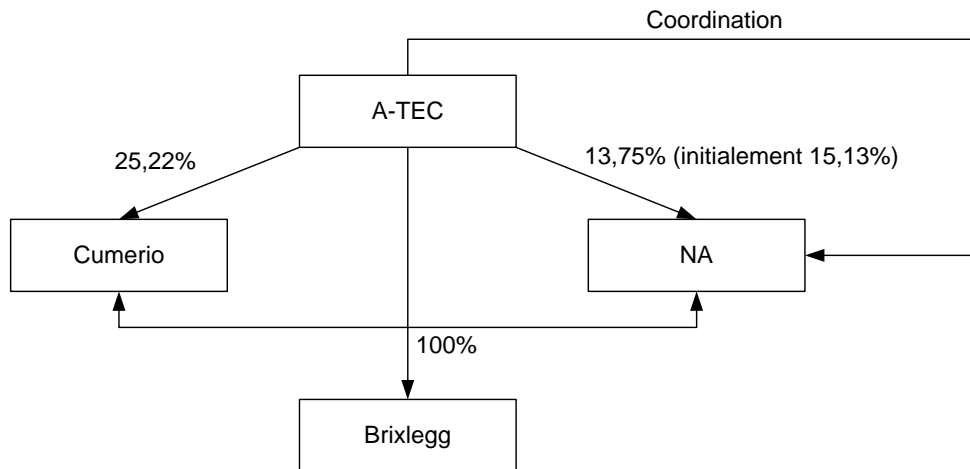 Coordination
A-TEC
25,22%
13,75% (initialement 15,13%)
Cumerio
NA
100%
Brixlegg